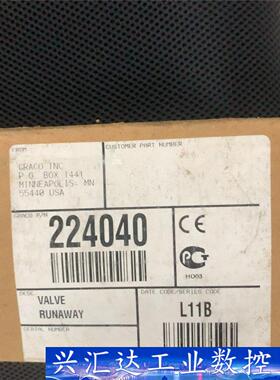 FROM
CUSTOMER PART NUMBER
GRACO INC
P.O. BOX 1441
MINNEAPOLIS- MN
55440 USA
GRACO P/N
224040
CE
HO03
DESC
VALVE
RUNAWAY
DATE CODE/SERIES CODE
L11B
SERIAL NUMBER
兴汇达工业数控